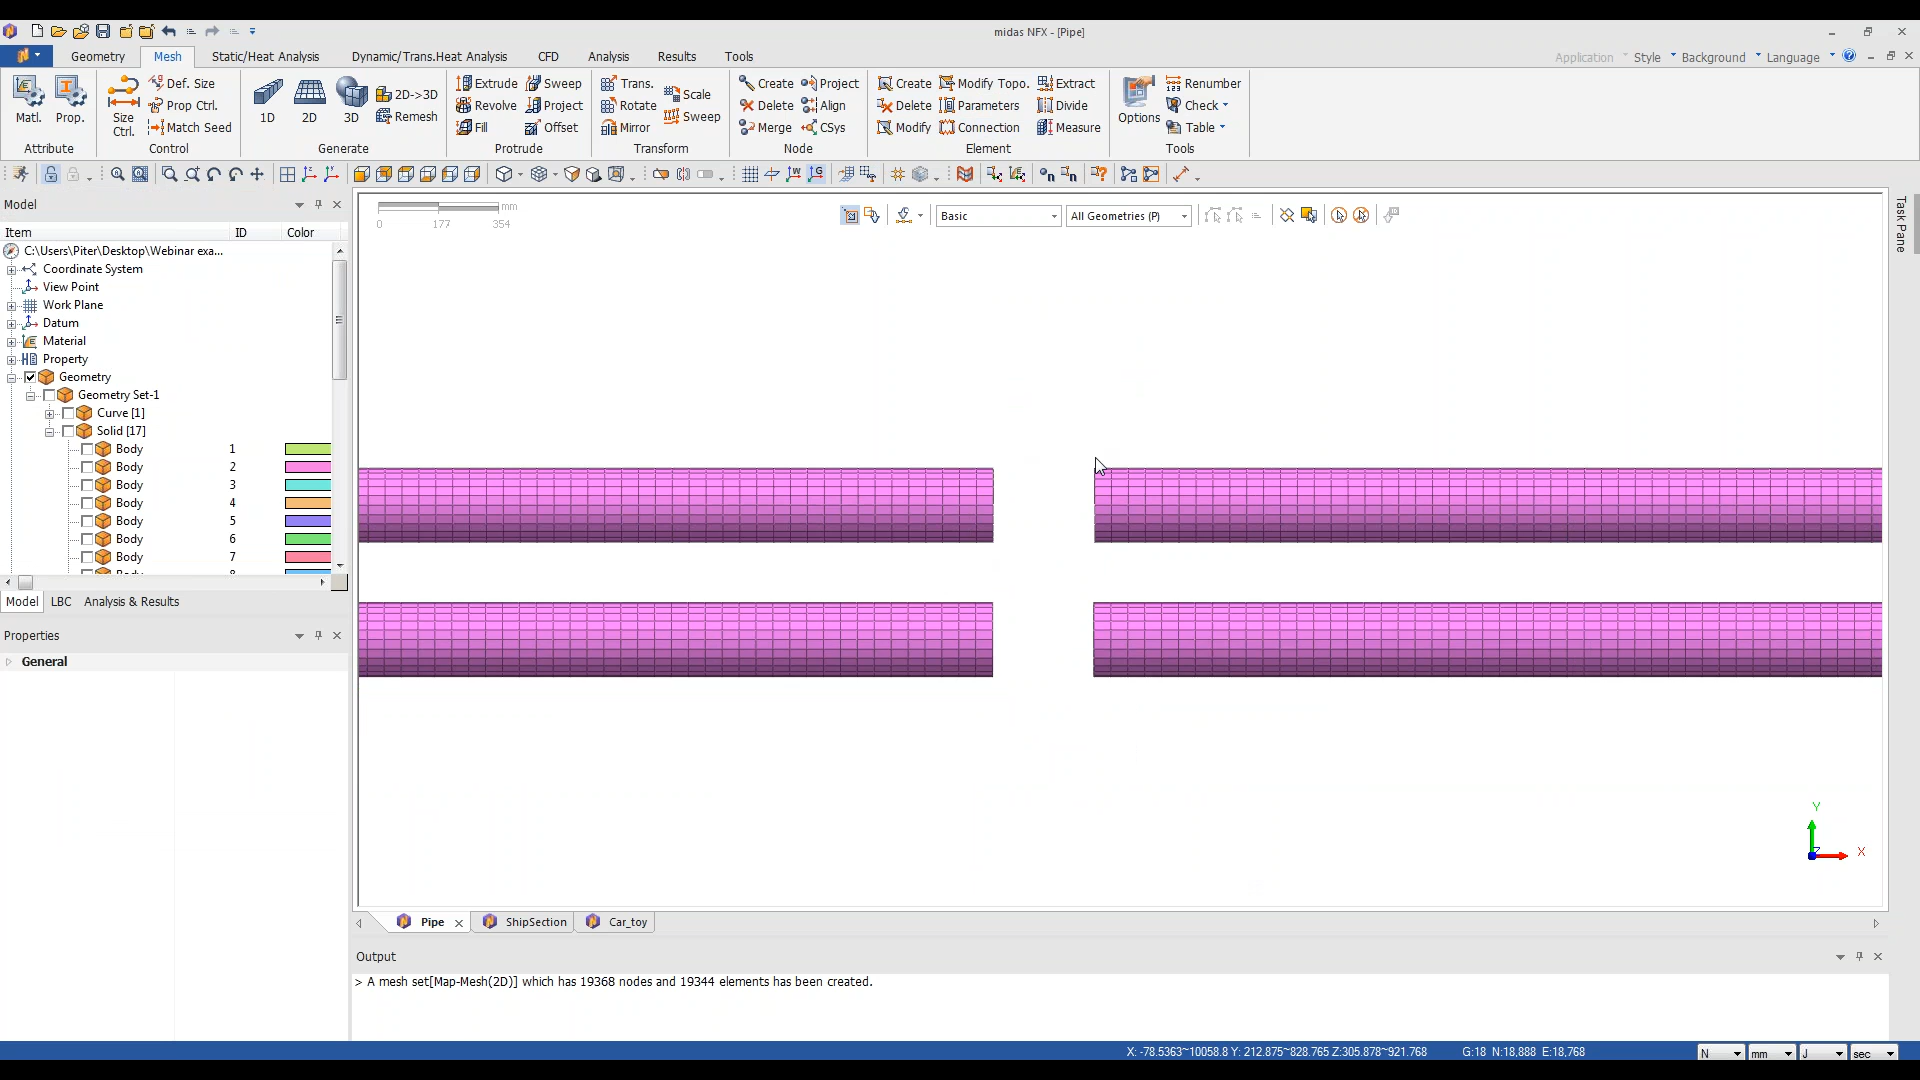 midas NFX - [Pipe]
Geometry Mesh Static/Heat Analysis Dynamic/Trans.Heat Analysis CFD Analysis Results Tools
Application Style Background Language
Matl. Prop. Attribute
Size Ctrl. Def. Size Prop Ctrl. Match Seed Control
1D 2D 3D 2D->3D Remesh Generate
Extrude Sweep Revolve Project Fill Offset Protrude
Trans. Scale Rotate Sweep Mirror Transform
Create Project Delete Align Merge CSys Node
Create Modify Topo. Extract Delete Parameters Divide Modify Connection Measure Element
Options Renumber Check Table Tools
Model
Item ID Color
C:\Users\Piter\Desktop\Webinar exa...
Coordinate System
View Point
Work Plane
Datum
Material
Property
Geometry
Geometry Set-1
Curve [1]
Solid [17]
Body 1
Body 2
Body 3
Body 4
Body 5
Body 6
Body 7
Model LBC Analysis & Results
Properties
General
mm
0 177 354
Basic All Geometries (P)
Task Pane
Y
Z
X
Pipe ShipSection Car_toy
Output
> A mesh set[Map-Mesh(2D)] which has 19368 nodes and 19344 elements has been created.
X: -78.5363~10058.8 Y: 212.875~828.765 Z:305.878~921.768 G:18 N:18,888 E:18,768 N mm J sec